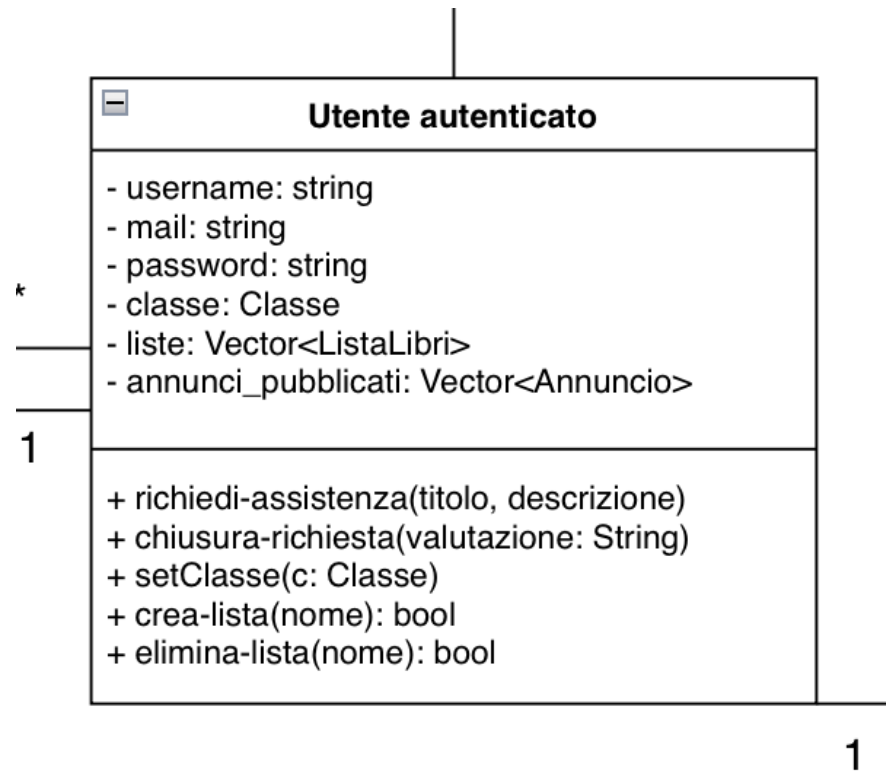 Utente autenticato
- username: string
- mail: string
- password: string
*
- classe: Classe
- liste: Vector<ListaLibri>
- annunci_pubblicati: Vector<Annuncio>
1
+ richiedi-assistenza(titolo, descrizione)
+ chiusura-richiesta(valutazione: String)
+ setClasse(c: Classe)
+ crea-lista(nome): bool
+ elimina-lista(nome): bool
1